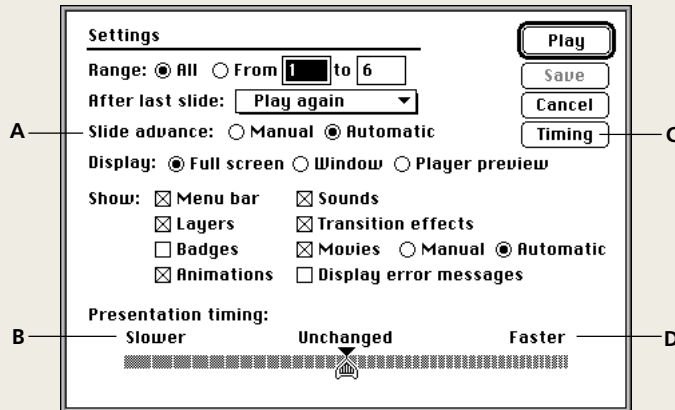 Settings
Play
Range: All From 1 to 6
Save
After last slide: Play again
Cancel
A
Slide advance: Manual Automatic
Timing
C
Display: Full screen Window Player preview
Show: Menu bar Sounds
Layers Transition effects
Badges Movies Manual Automatic
Animations Display error messages
Presentation timing:
B
Slower Unchanged Faster
D